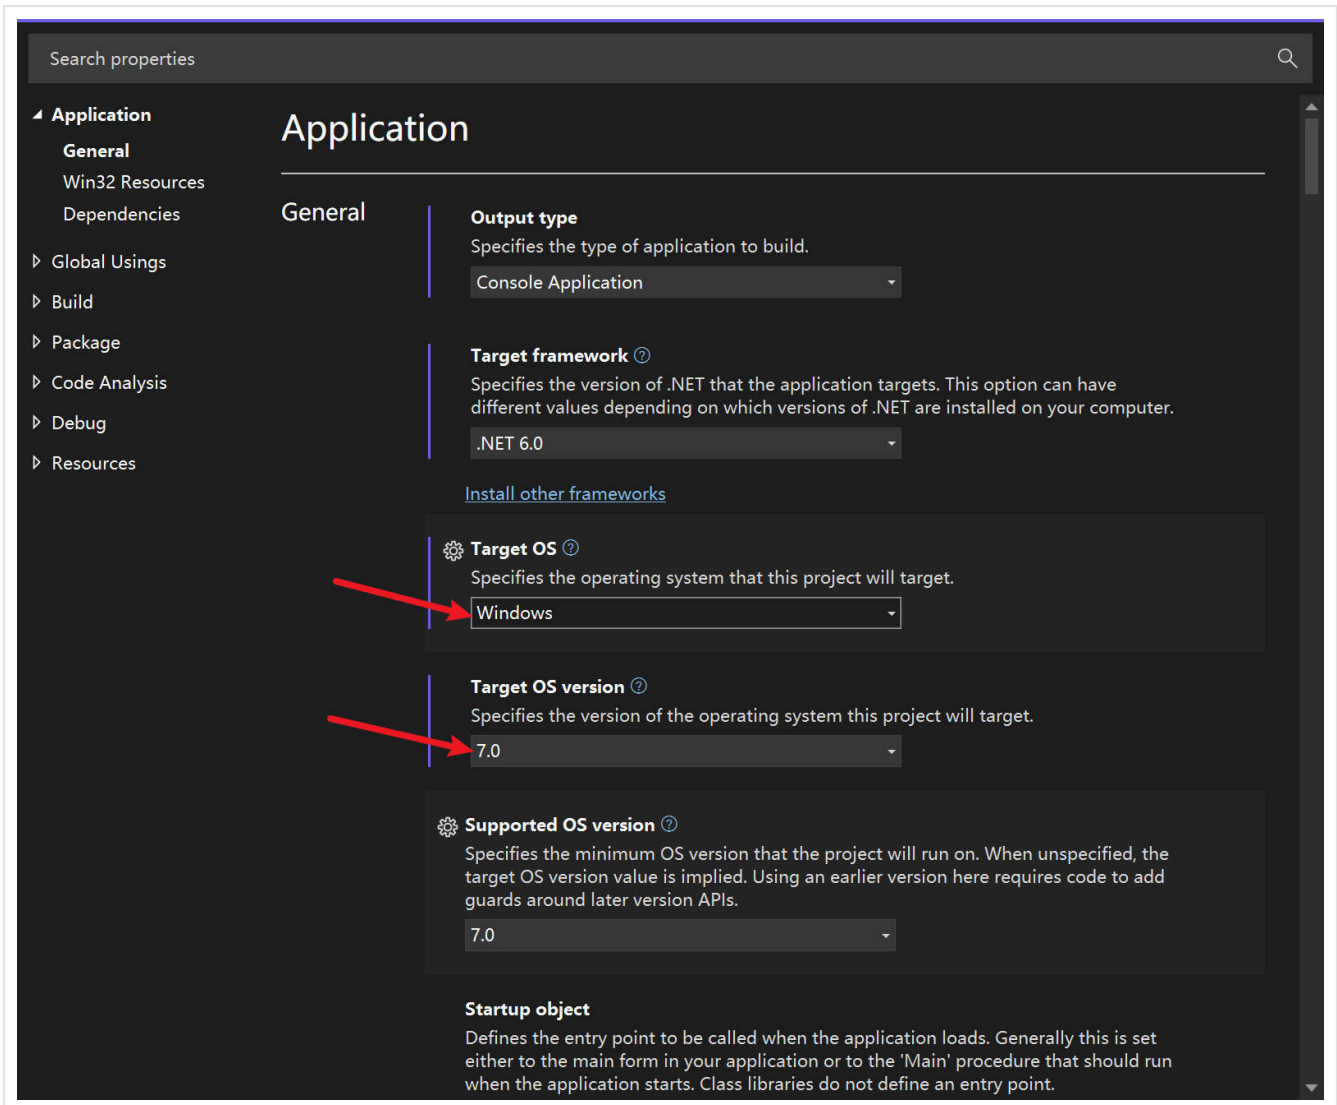 Search properties
Application
General
Win32 Resources
Dependencies
Global Usings
Build
Package
Code Analysis
Debug
Resources
Application
General
Output type
Specifies the type of application to build.
Console Application
Target framework
Specifies the version of .NET that the application targets. This option can have
different values depending on which versions of .NET are installed on your computer.
.NET 6.0
Install other frameworks
Target OS
Specifies the operating system that this project will target.
Windows
Target OS version
Specifies the version of the operating system this project will target.
7.0
Supported OS version
Specifies the minimum OS version that the project will run on. When unspecified, the
target OS version value is implied. Using an earlier version here requires code to add
guards around later version APIs.
7.0
Startup object
Defines the entry point to be called when the application loads. Generally this is set
either to the main form in your application or to the 'Main' procedure that should run
when the application starts. Class libraries do not define an entry point.